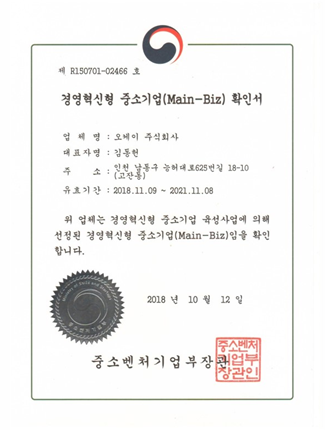 제 R150701-02466 호
경영혁신형 중소기업(Main-Biz) 확인서
업 체 명 : 오케이 주식회사
대표자명 : 김동현
주 소 : 인천 남동구 능허대로625번길 18-10
(고잔동)
유효기간 : 2018.11.09 ~ 2021.11.08
위 업체는 경영혁신형 중소기업 육성사업에 의해
선정된 경영혁신형 중소기업(Main-Biz)임을 확인
합니다.
2018 년 10 월 12 일
중소벤처기업부장관
중소벤처
기업부
장관인